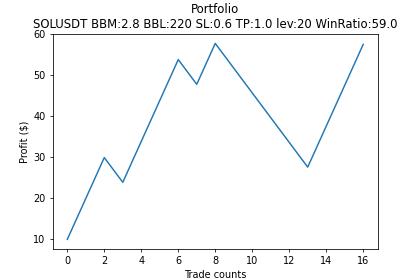 Portfolio
SOLUSDT BBM:2.8 BBL:220 SL:0.6 TP:1.0 lev:20 WinRatio:59.0
60
50
40
30
20
10
Profit ($)
0 2 4 6 8 10 12 14 16
Trade counts